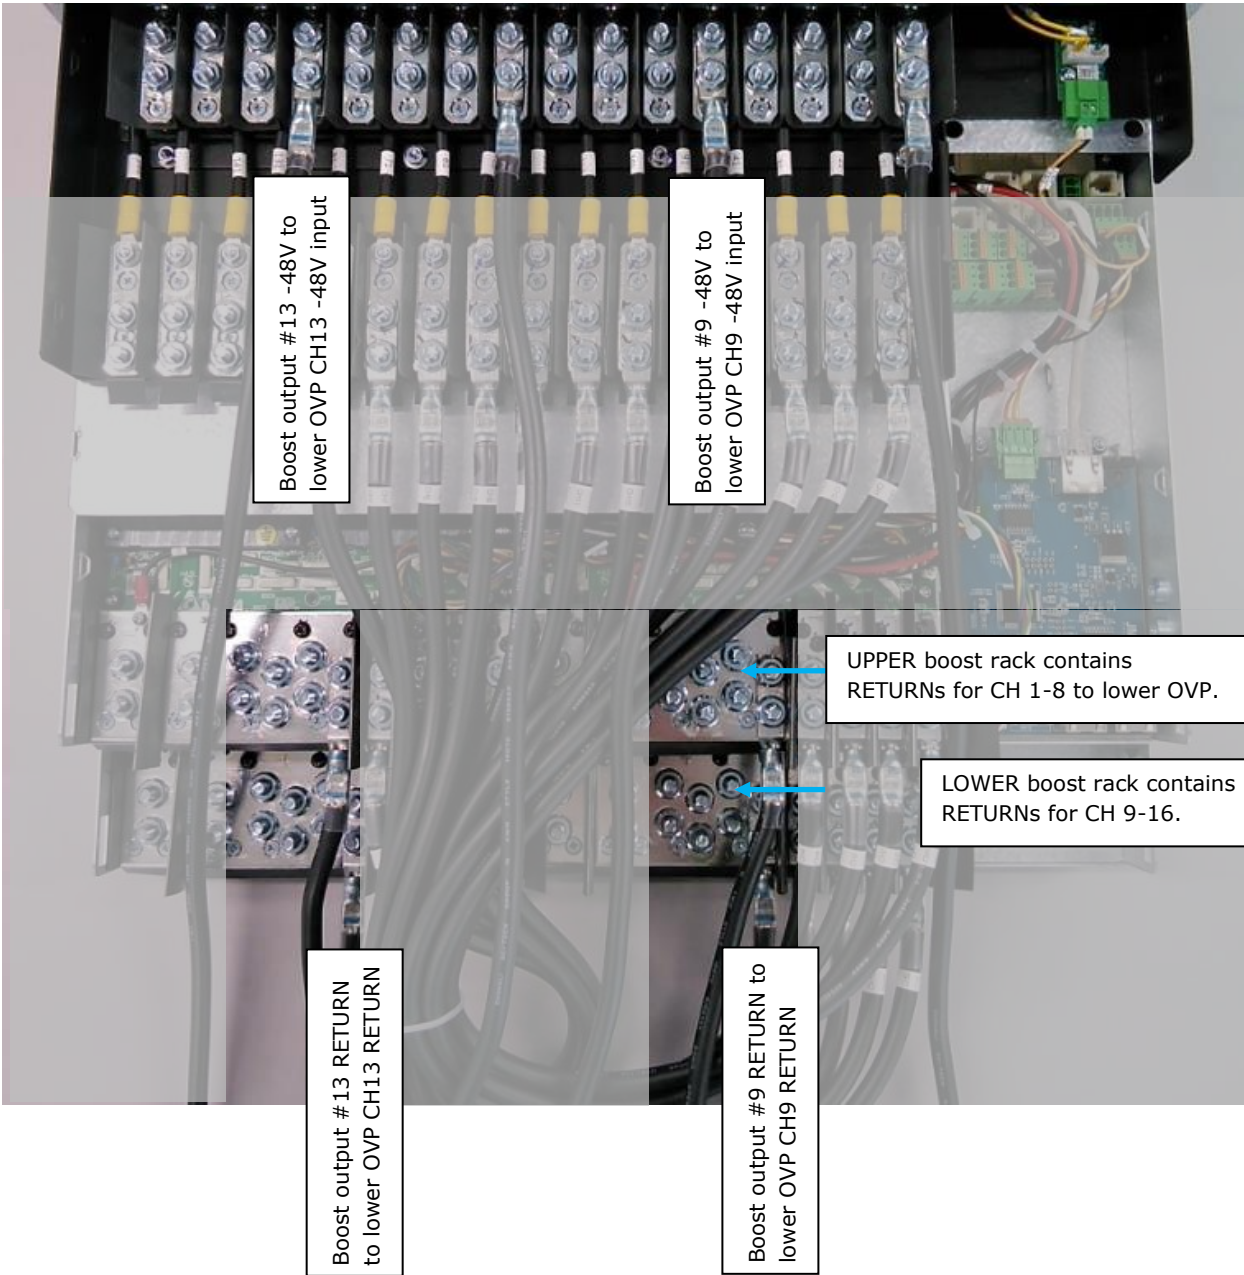 Boost output #13 -48V to
lower OVP CH13 -48V input
Boost output #9 -48V to
lower OVP CH9 -48V input
UPPER boost rack contains
RETURNs for CH 1-8 to lower OVP.
LOWER boost rack contains
RETURNs for CH 9-16.
Boost output #13 RETURN
to lower OVP CH13 RETURN
Boost output #9 RETURN to
lower OVP CH9 RETURN